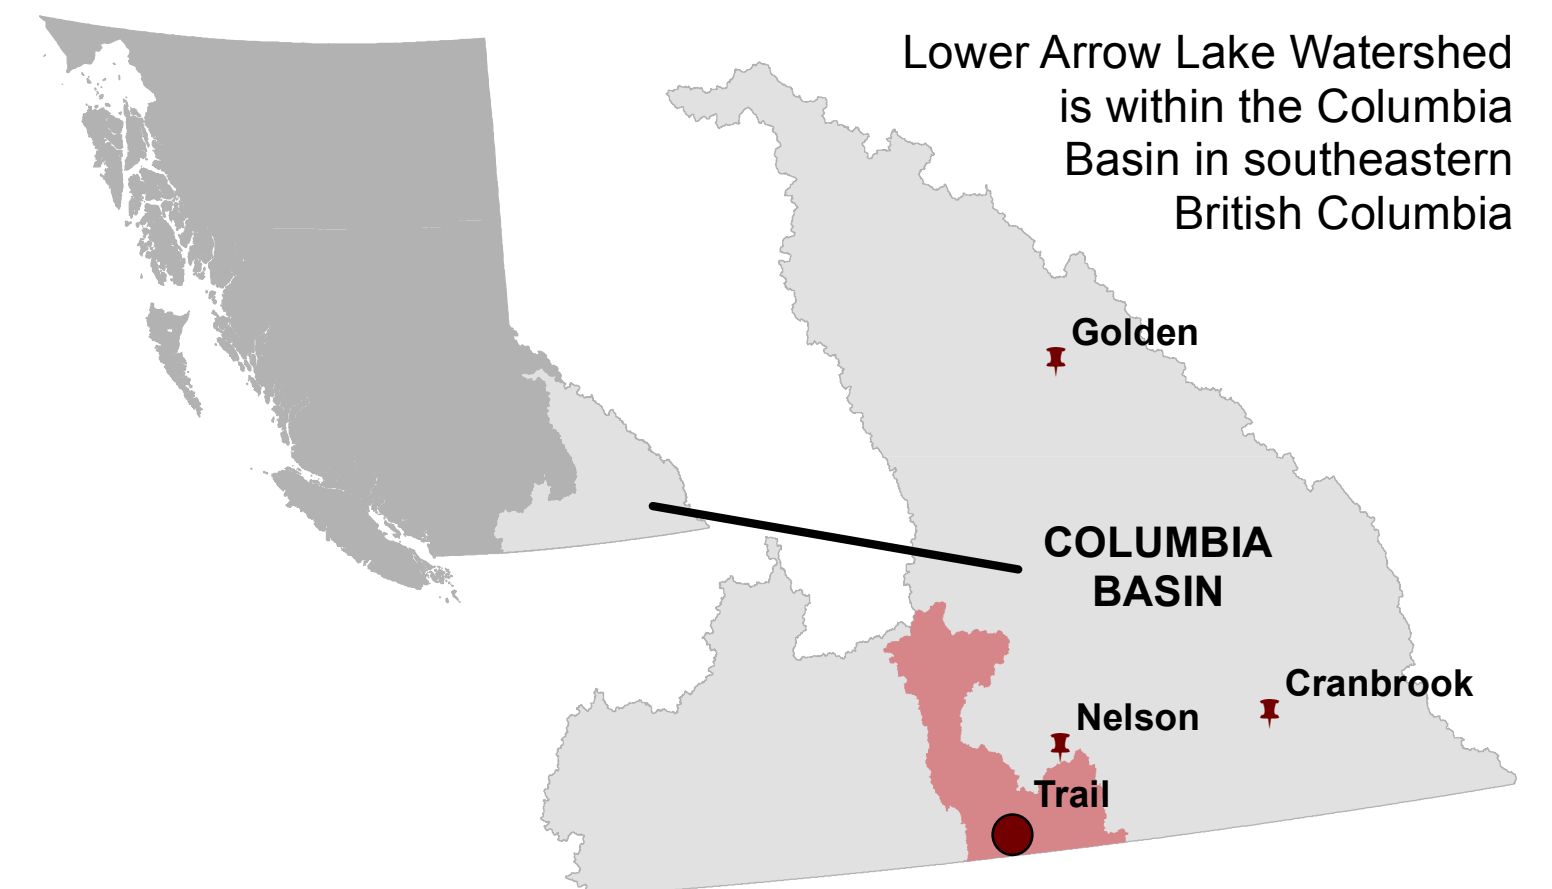 Lower Arrow Lake Watershed
is within the Columbia
Basin in southeastern
British Columbia
Golden
COLUMBIA
BASIN
Cranbrook
Nelson
Trail